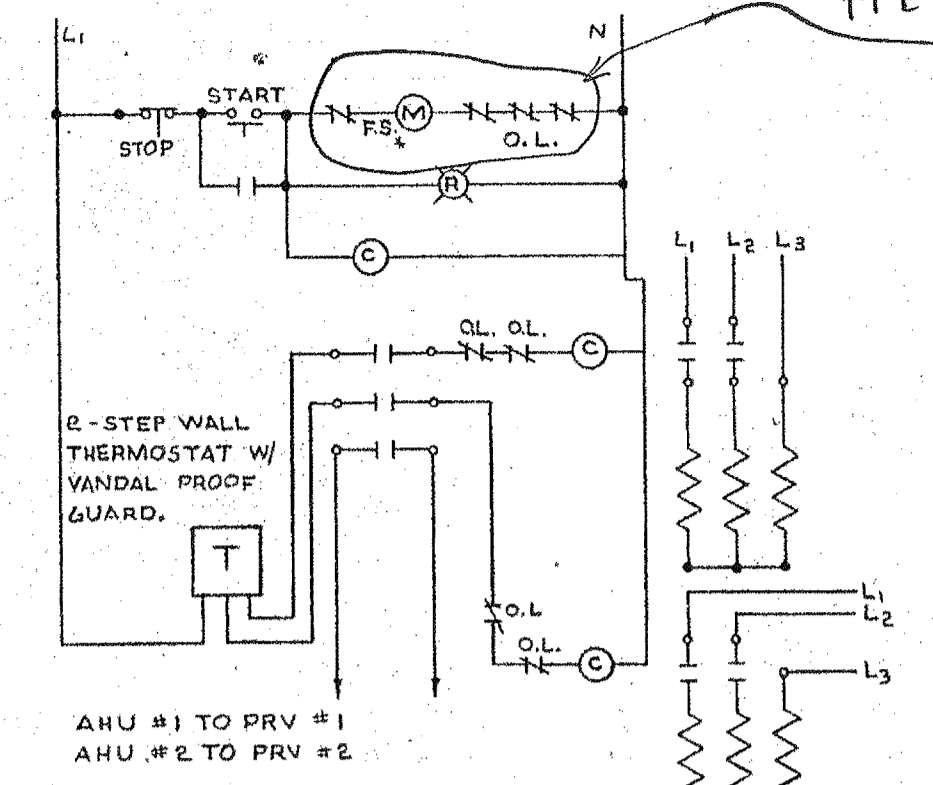 L1
N
START
STOP
F.S.
*
M
O.L.
R
C
L1 L2 L3
O.L. O.L.
C
2-STEP WALL
THERMOSTAT W/
VANDAL PROOF
GUARD.
T
O.L
O.L.
C
L1
L2
L3
AHU #1 TO PRV #1
AHU #2 TO PRV #2